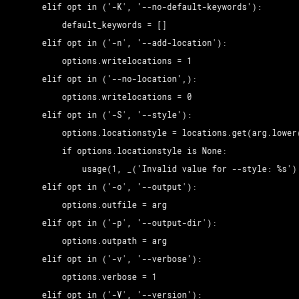 elif opt in ('-K', '--no-default-keywords'):
default_keywords = []
elif opt in ('-n', '--add-location'):
options.writelocations = 1
elif opt in ('--no-location',):
options.writelocations = 0
elif opt in ('-S', '--style'):
options.locationstyle = locations.get(arg.lower(
if options.locationstyle is None:
usage(1, _('Invalid value for --style: %s')
elif opt in ('-o', '--output'):
options.outfile = arg
elif opt in ('-p', '--output-dir'):
options.outpath = arg
elif opt in ('-v', '--verbose'):
options.verbose = 1
elif opt in ('-V', '--version'):